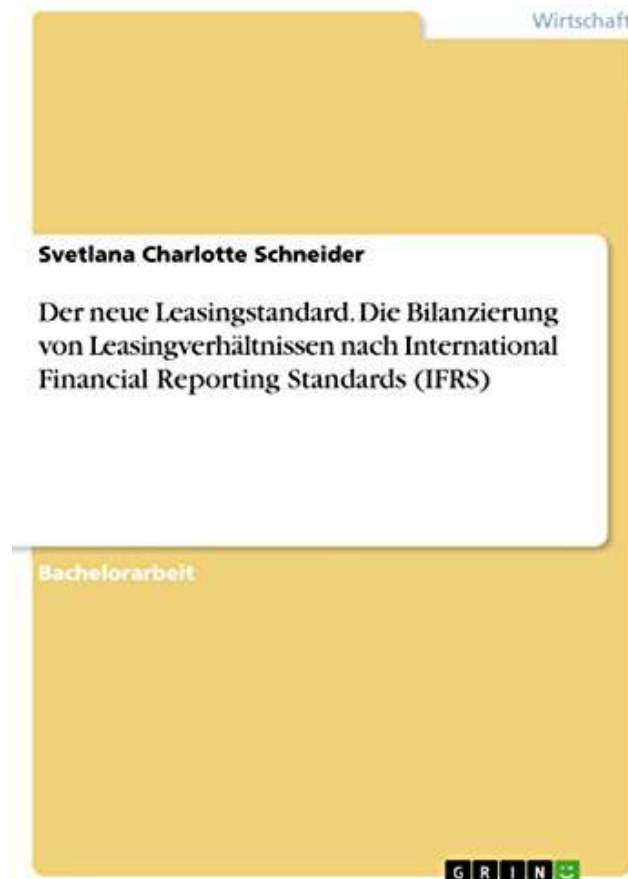 Wirtschaft
Svetlana Charlotte Schneider
Der neue Leasingstandard. Die Bilanzierung
von Leasingverhältnissen nach International
Financial Reporting Standards (IFRS)
Bachelorarbeit
GRIN